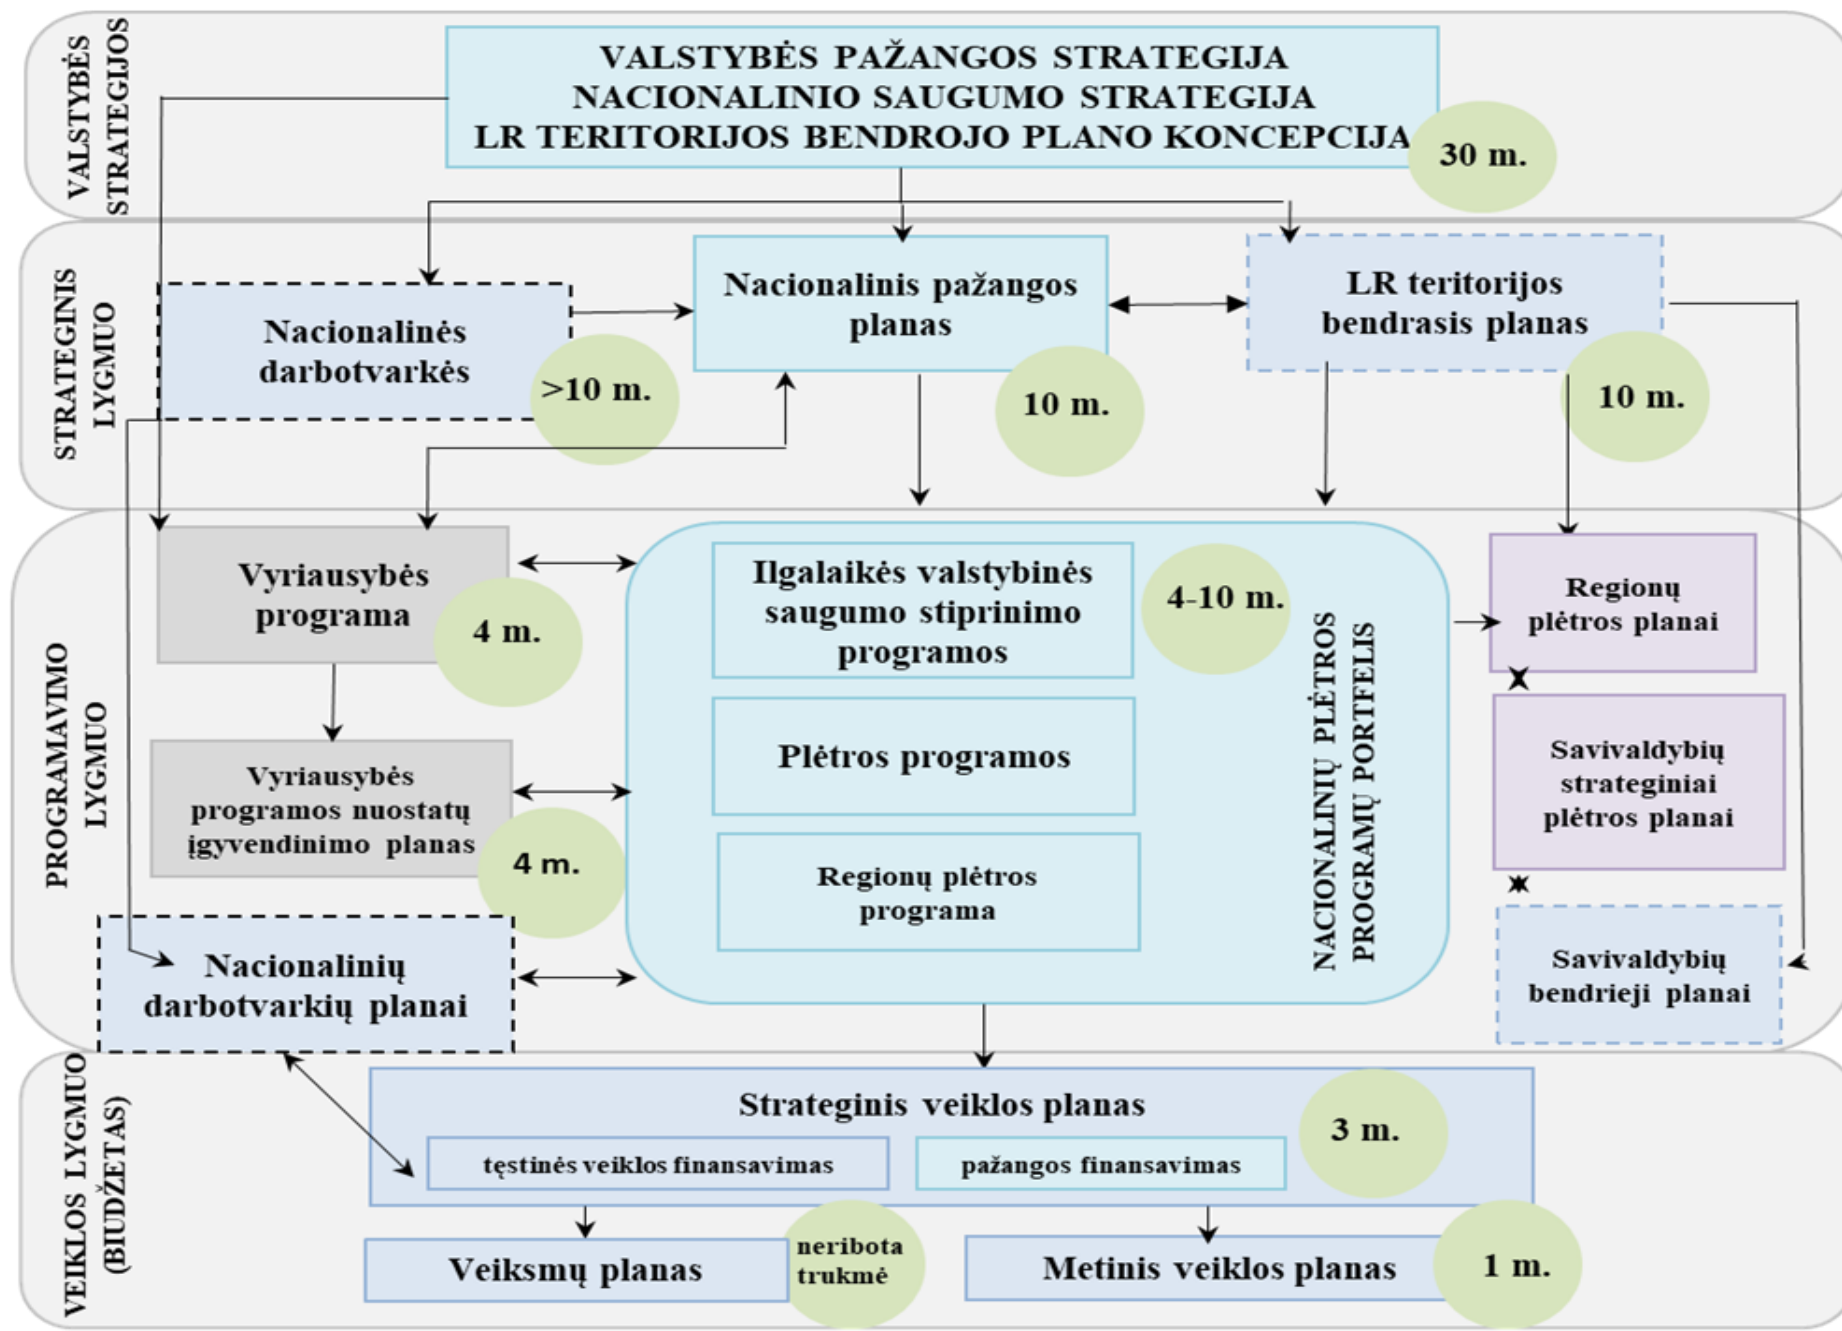 VALSTYBĖS
STRATEGIJOS
VALSTYBĖS PAŽANGOS STRATEGIJA
NACIONALINIO SAUGUMO STRATEGIJA
LR TERITORIJOS BENDROJO PLANO KONCEPCIJA
30 m.
STRATEGINIS
LYGMUO
Nacionalinės
darbotvarkės
>10 m.
Nacionalinis pažangos
planas
10 m.
LR teritorijos
bendrasis planas
10 m.
PROGRAMAVIMO
LYGMUO
Vyriausybės
programa
4 m.
Vyriausybės
programos nuostatų
įgyvendinimo planas
4 m.
Nacionalinių
darbotvarkių planai
Ilgalaikės valstybinės
saugumo stiprinimo
programos
4-10 m.
Plėtros programos
Regionų plėtros
programa
NACIONALINIŲ PLĖTROS
PROGRAMŲ PORTFELIS
Regionų
plėtros planai
Savivaldybių
strateginiai
plėtros planai
Savivaldybių
bendrieji planai
VEIKLOS LYGMUO
(BIUDŽETAS)
Strateginis veiklos planas
3 m.
tęstinės veiklos finansavimas
pažangos finansavimas
Veiksmų planas
neribota
trukmė
Metinis veiklos planas
1 m.